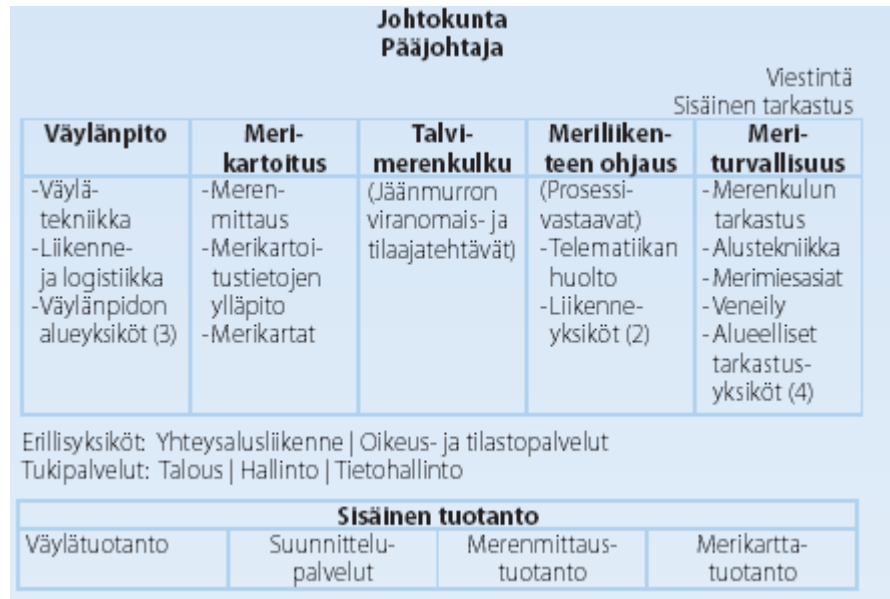 Johtokunta
Pääjohtaja
Viestintä
Sisäinen tarkastus
Väylänpito
-Väylä-
tekniikka
-Liikenne-
ja logistiikka
-Väylänpidon
alueyksiköt (3)
Meri-
kartoitus
-Meren-
mittaus
-Merikartoi-
tustietojen
ylläpito
-Merikartat
Talvi-
merenkulku
(Jäänmurron
viranomais- ja
tilaajatehtävät)
Meriliiken-
teen ohjaus
(Prosessi-
vastaavat)
-Telematiikan
huolto
-Liikenne-
yksiköt (2)
Meri-
turvallisuus
-Merenkulun
tarkastus
-Alustekniikka
-Merimiesasiat
-Veneily
-Alueelliset
tarkastus-
yksiköt (4)
Erillisyksiköt: Yhteysalusliikenne | Oikeus- ja tilastopalvelut
Tukipalvelut: Talous | Hallinto | Tietohallinto
Sisäinen tuotanto
Väylätuotanto
Suunnittelu-
palvelut
Merenmittaus-
tuotanto
Merikartta-
tuotanto